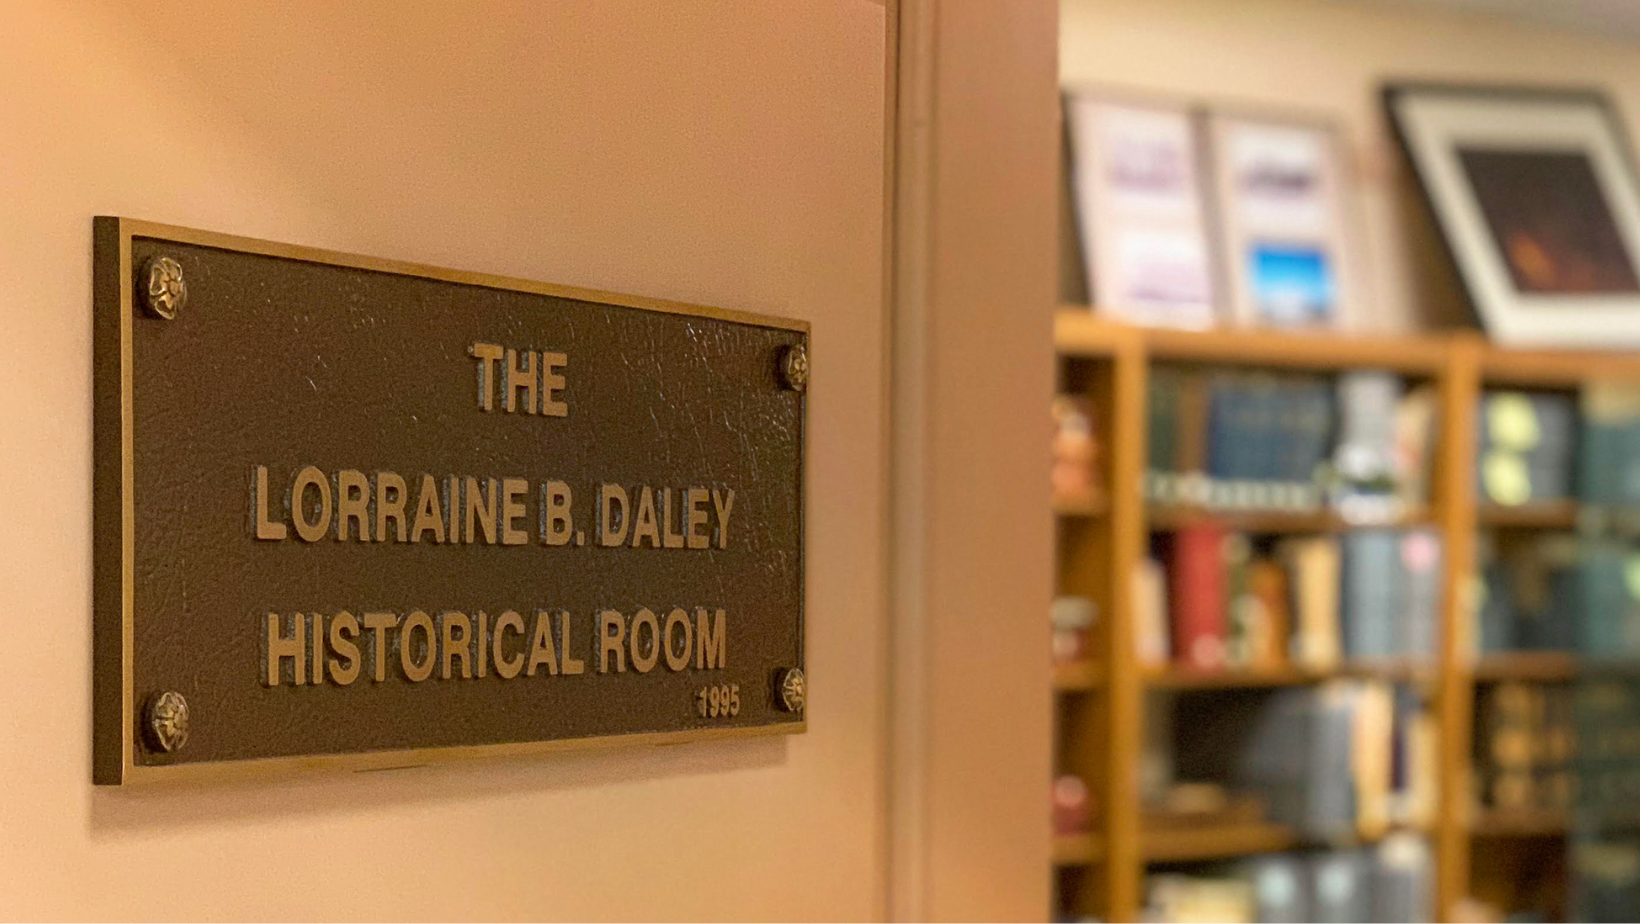 THE
LORRAINE B. DALEY
HISTORICAL ROOM
1995